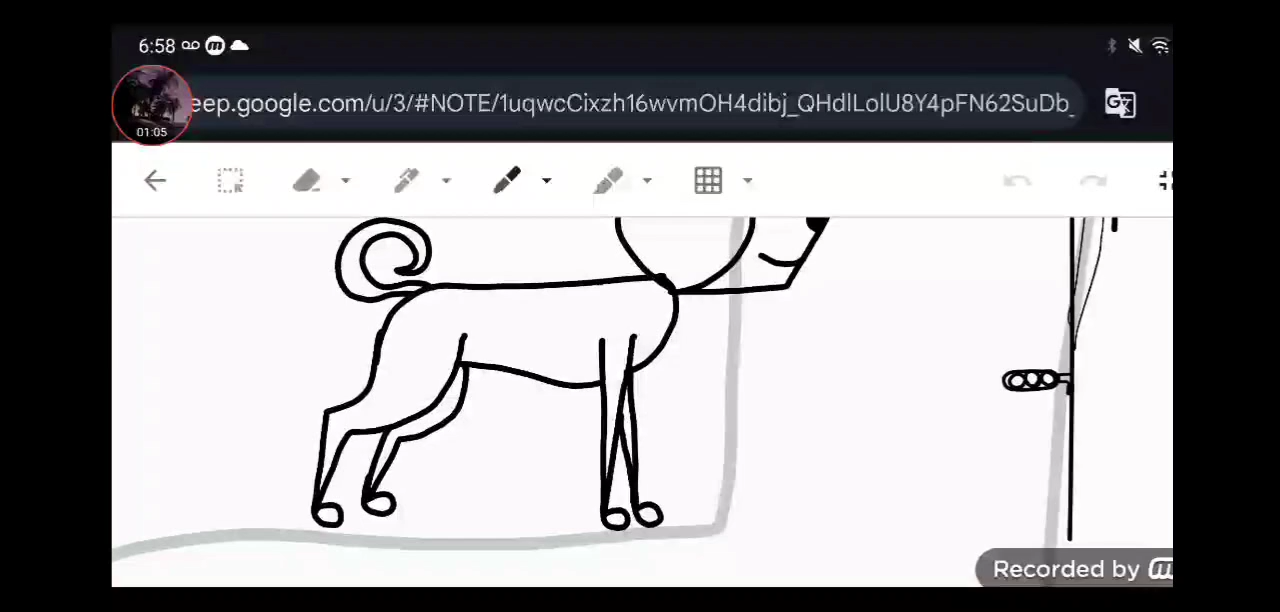 6:58
eep.google.com/u/3/#NOTE/1uqwcCixzh16wvmOH4dibj_QHdlLolU8Y4pFN62SuDb_
01:05
Recorded by